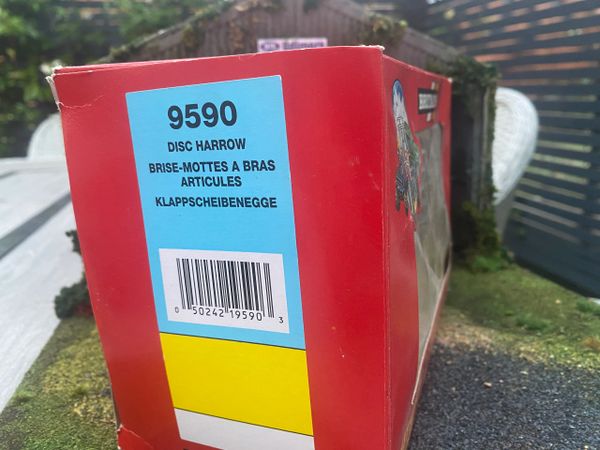 9590
DISC HARROW
BRISE-MOTTES A BRAS
ARTICULES
KLAPPSCHEIBENEGGE
0 50242 19590 3